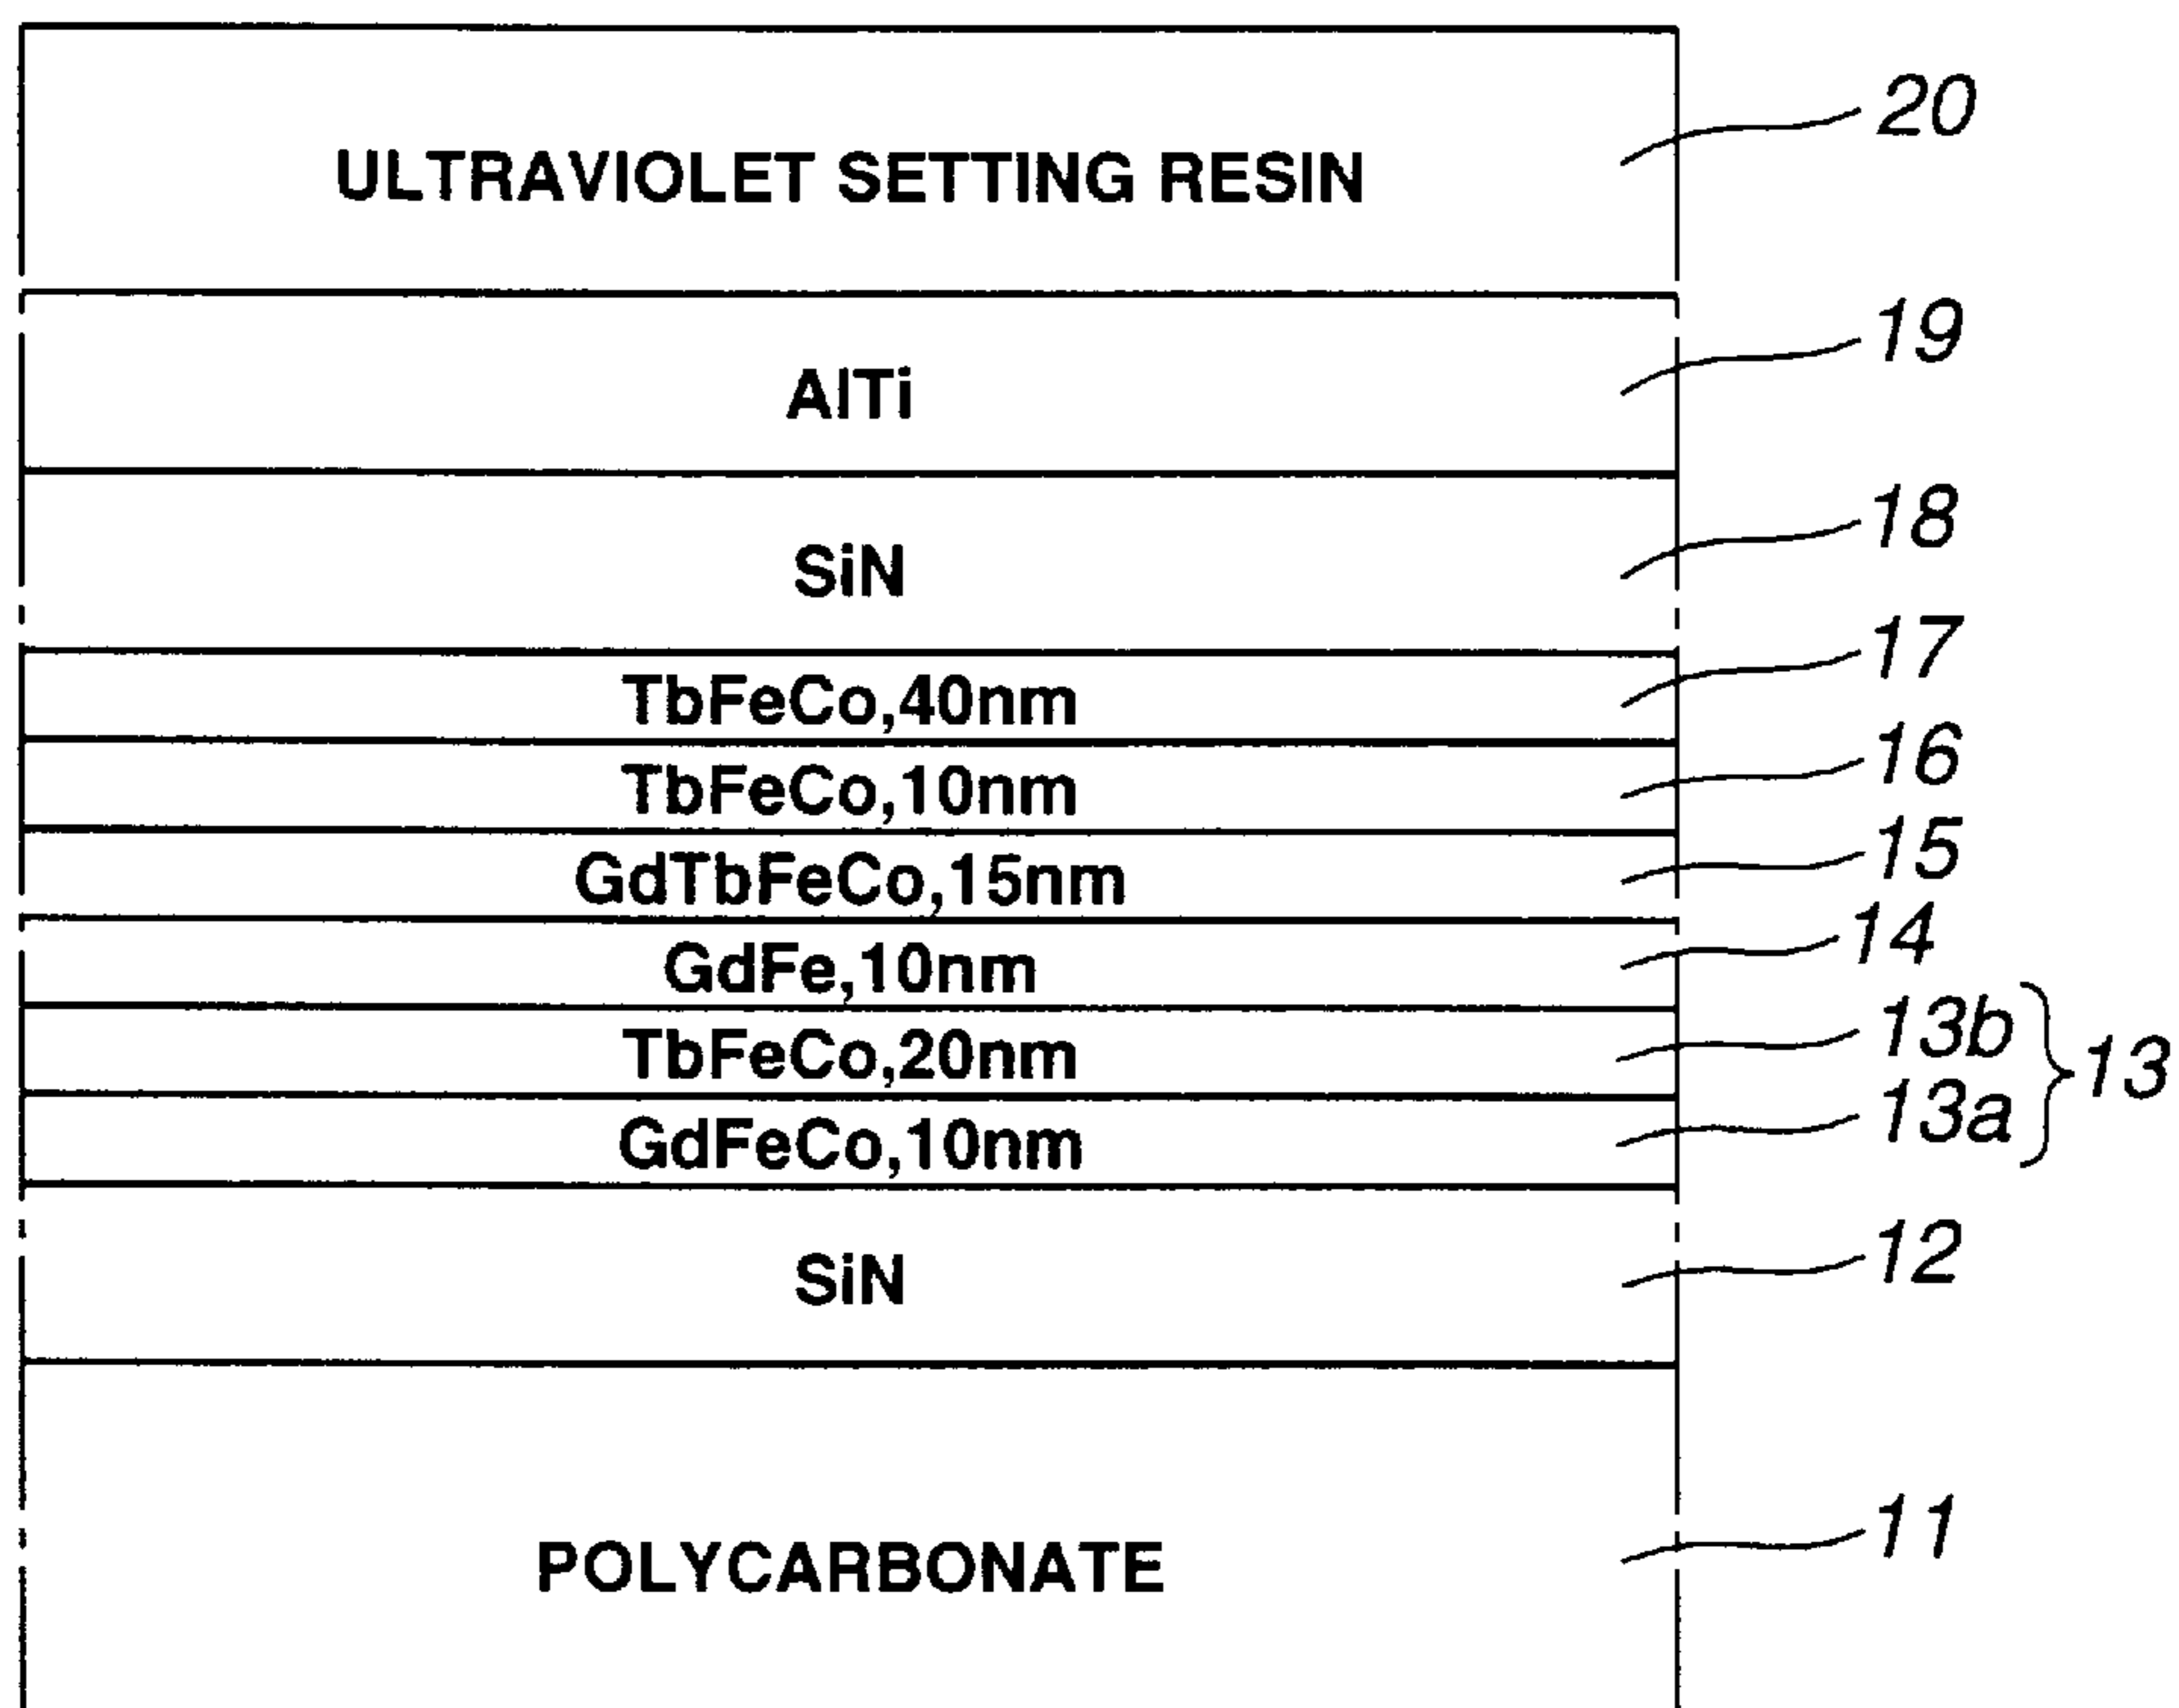 ULTRAVIOLET SETTING RESIN 20
AlTi 19
SiN 18
TbFeCo,40nm 17
TbFeCo,10nm 16
GdTbFeCo,15nm 15
GdFe,10nm 14
TbFeCo,20nm 13b
13
GdFeCo,10nm 13a
SiN 12
POLYCARBONATE 11